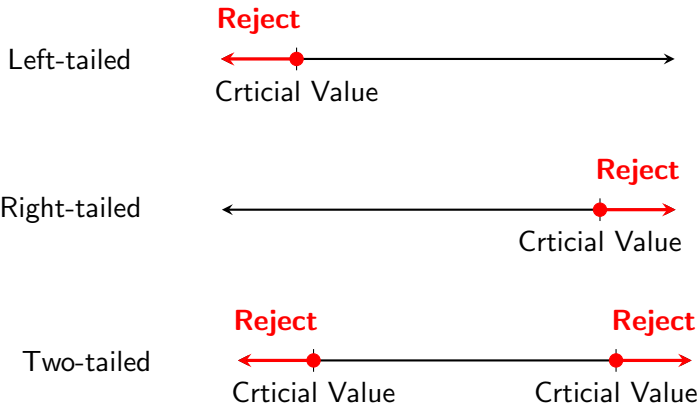 Reject
Left-tailed
Crticial Value
Reject
Right-tailed
Crticial Value
Reject Reject
Two-tailed
Crticial Value Crticial Value